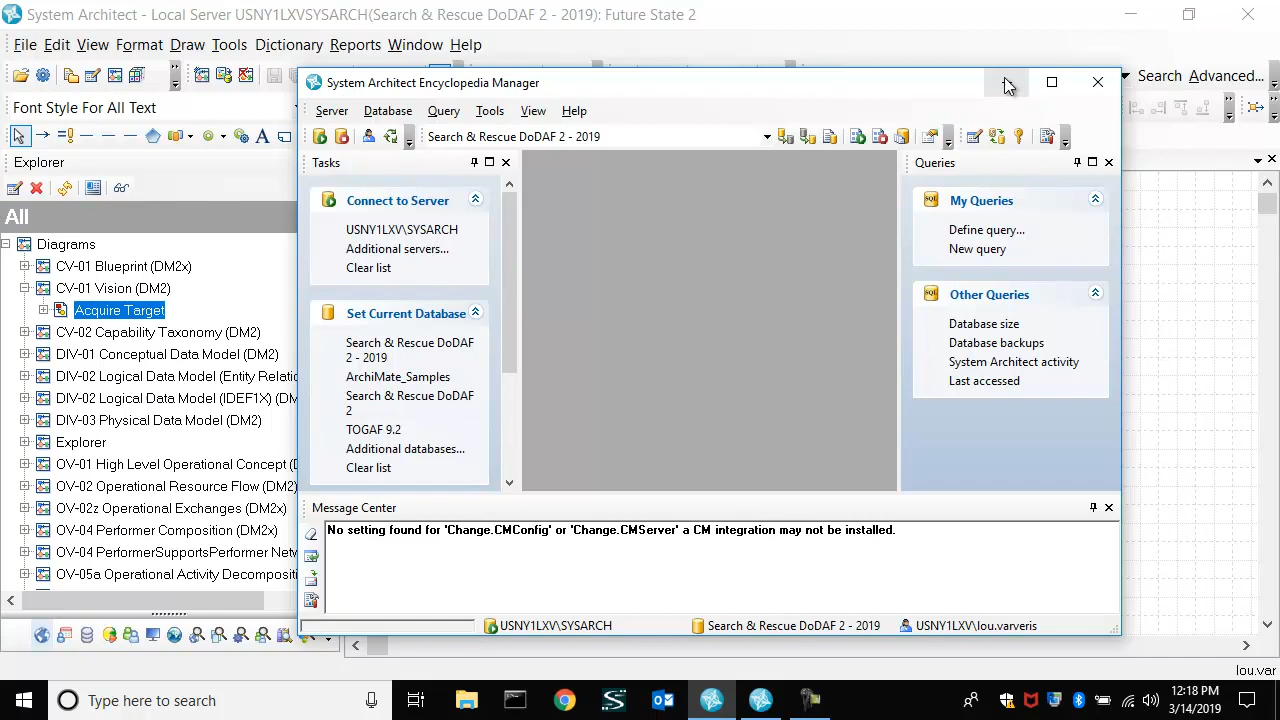 System Architect - Local Server USNY1LXVSYSARCH(Search & Rescue DoDAF 2 - 2019): Future State 2
File Edit View Format Draw Tools Dictionary Reports Window Help
Search Advanced...
Font Style For All Text
Explorer
All
Diagrams
CV-01 Blueprint (DM2x)
CV-01 Vision (DM2)
Acquire Target
CV-02 Capability Taxonomy (DM2)
DIV-01 Conceptual Data Model (DM2)
DIV-02 Logical Data Model (Entity Relatio
DIV-02 Logical Data Model (IDEF1X) (DM
DIV-03 Physical Data Model (DM2)
Explorer
OV-01 High Level Operational Concept (D
OV-02 Operational Resource Flow (DM2)
OV-02z Operational Exchanges (DM2x)
OV-04 Performer Composition (DM2)
OV-04 PerformerSupportsPerformer Netw
OV-05a Operational Activity Decomposition
System Architect Encyclopedia Manager
Server Database Query Tools View Help
Search & Rescue DoDAF 2 - 2019
Tasks
Connect to Server
USNY1LXV\SYSARCH
Additional servers...
Clear list
Set Current Database
Search & Rescue DoDAF
2 - 2019
ArchiMate_Samples
Search & Rescue DoDAF
2
TOGAF 9.2
Additional databases...
Clear list
Queries
My Queries
Define query...
New query
Other Queries
Database size
Database backups
System Architect activity
Last accessed
Message Center
No setting found for 'Change.CMConfig' or 'Change.CMServer' a CM integration may not be installed.
USNY1LXV\SYSARCH
Search & Rescue DoDAF 2 - 2019
USNY1LXV\lou.varveris
lou.var
Type here to search
12:18 PM
3/14/2019